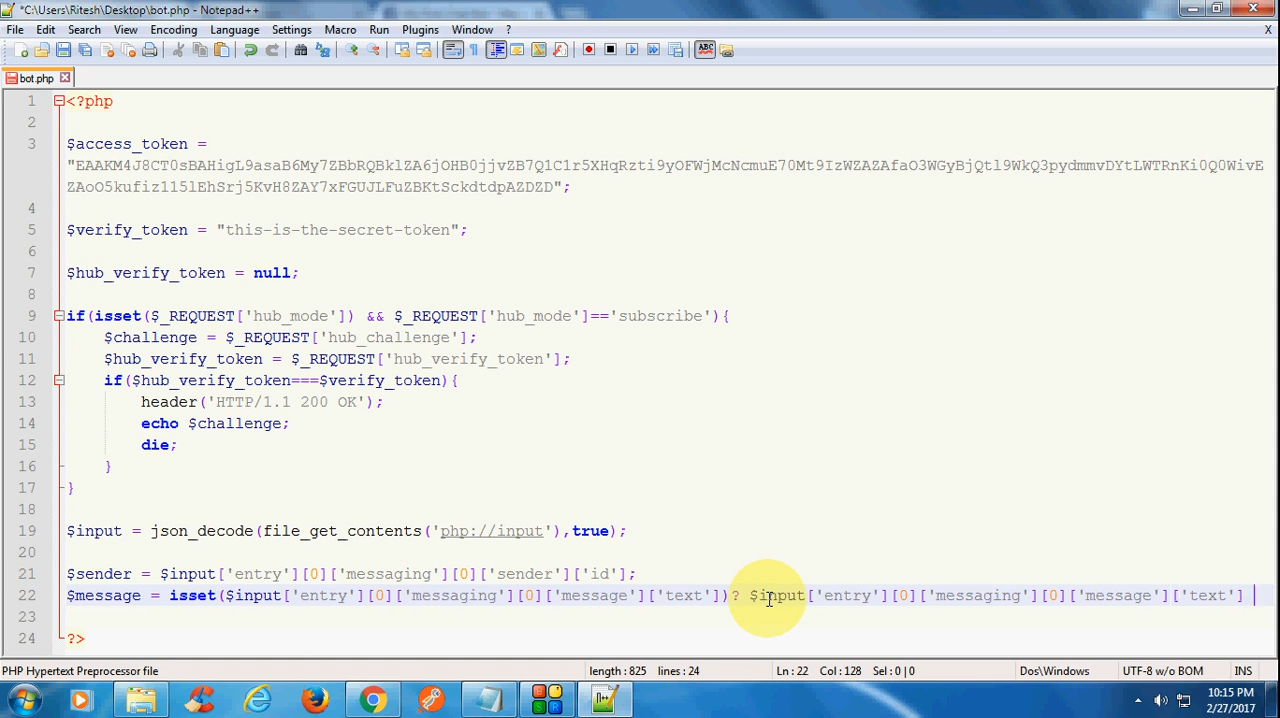 *C:\Users\Ritesh\Desktop\bot.php - Notepad++
File Edit Search View Encoding Language Settings Macro Run Plugins Window ? X
bot.php
1 <?php
2
3 $access_token =
"EAAKM4J8CT0sBAHigL9asaB6My7ZBbRQBklZA6jOHB0jjvZB7Q1C1r5XHqRzti9yOFWjMcNcmuE70Mt9IzWZAZAfaO3WGyBjQtl9WkQ3pydmmvDYtLWTRnKi0Q0WivE
ZAoO5kufiz115lEhSrj5KvH8ZAY7xFGUJLFuZBKtSckdtdpAZDZD";
4
5 $verify_token = "this-is-the-secret-token";
6
7 $hub_verify_token = null;
8
9 if(isset($_REQUEST['hub_mode']) && $_REQUEST['hub_mode']=='subscribe'){
10 $challenge = $_REQUEST['hub_challenge'];
11 $hub_verify_token = $_REQUEST['hub_verify_token'];
12 if($hub_verify_token===$verify_token){
13 header('HTTP/1.1 200 OK');
14 echo $challenge;
15 die;
16 }
17 }
18
19 $input = json_decode(file_get_contents('php://input'),true);
20
21 $sender = $input['entry'][0]['messaging'][0]['sender']['id'];
22 $message = isset($input['entry'][0]['messaging'][0]['message']['text'])? $input['entry'][0]['messaging'][0]['message']['text']
23
24 ?>
PHP Hypertext Preprocessor file length : 825 lines : 24 Ln : 22 Col : 128 Sel : 0 | 0 Dos\Windows UTF-8 w/o BOM INS
10:15 PM
2/27/2017